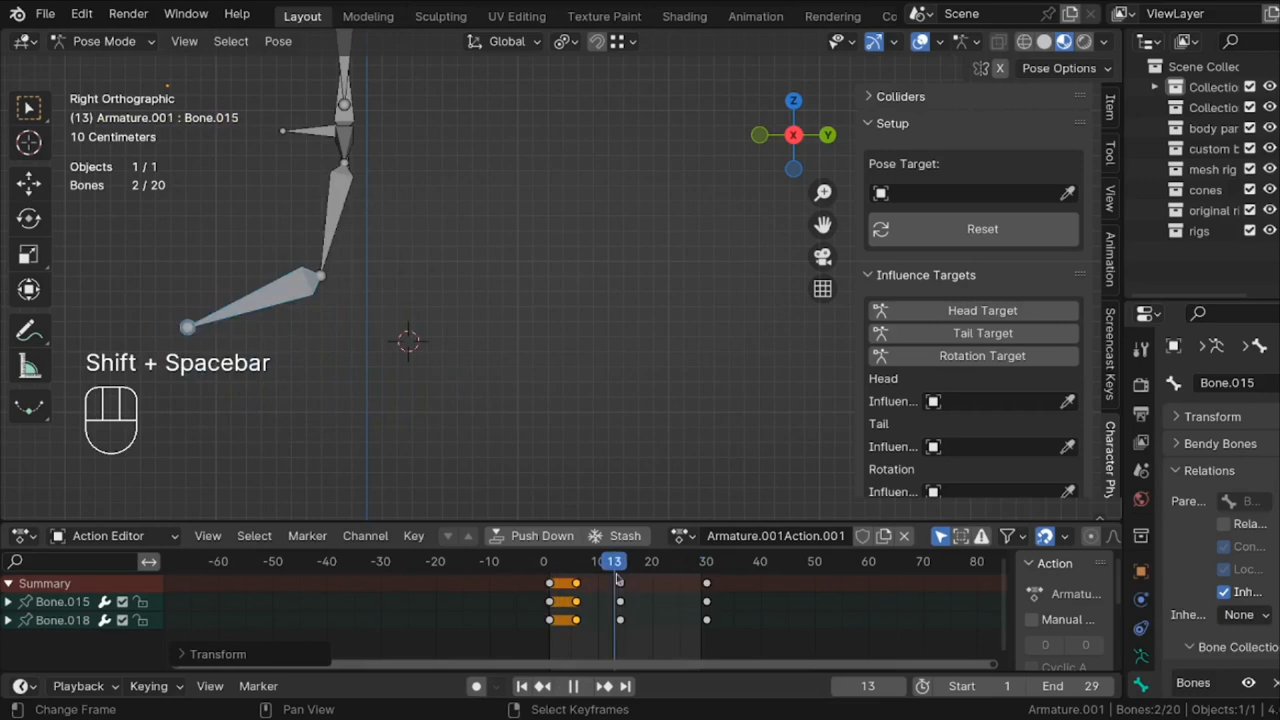 File Edit Render Window Help Layout Modeling Sculpting UV Editing Texture Paint Shading Animation Rendering Co Scene ViewLayer
Pose Mode View Select Pose Global
X Pose Options
Right Orthographic
(13) Armature.001 : Bone.015
10 Centimeters
Objects 1 / 1
Bones 2 / 20
Z
X
Y
Shift + Spacebar
Colliders
Setup
Pose Target:
Reset
Influence Targets
Head Target
Tail Target
Rotation Target
Head
Influen...
Tail
Influen...
Rotation
Influen...
Item
Tool
View
Animation
Screencast Keys
Character Phy
Scene Collec
Collectio
Collectio
body par
custom b
mesh rig
cones
original ri
rigs
Bone.015
Transform
Bendy Bones
Relations
Pare... B...
Rela...
Con...
Loc...
Inh...
Inhe... None
Bone Collectio
Bones
Action Editor View Select Marker Channel Key Push Down Stash Armature.001Action.001
-60 -40 -20 0 10 13 20 30 40 60 80
Summary
Bone.015
Bone.018
Transform
Action
Armatu...
Manual ...
0 0
Cyclic A
Playback Keying View Marker 13 Start 1 End 29
Change Frame Pan View Select Keyframes Armature.001 | Bones:2/20 | Objects:1/1 | 4.